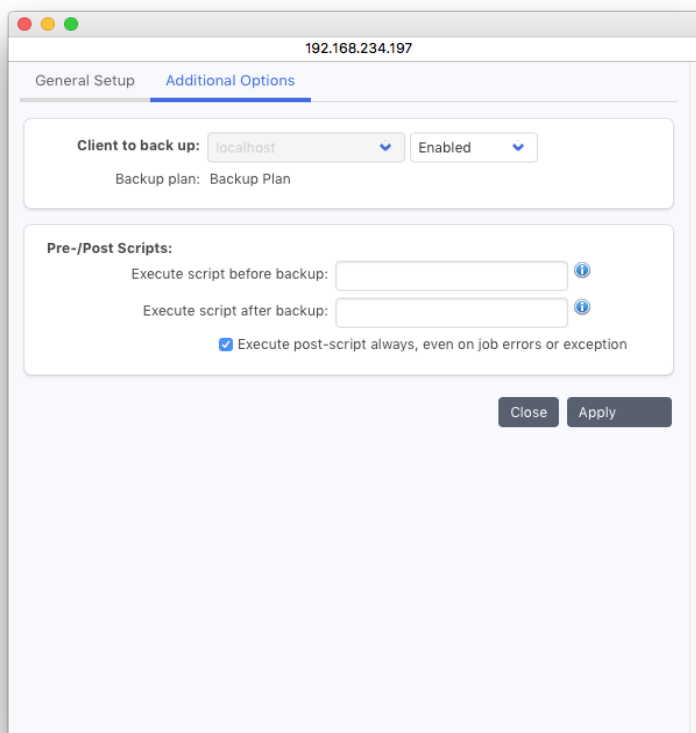 192.168.234.197
General Setup Additional Options
Client to back up: localhost Enabled
Backup plan: Backup Plan
Pre-/Post Scripts:
Execute script before backup:
Execute script after backup:
Execute post-script always, even on job errors or exception
Close Apply